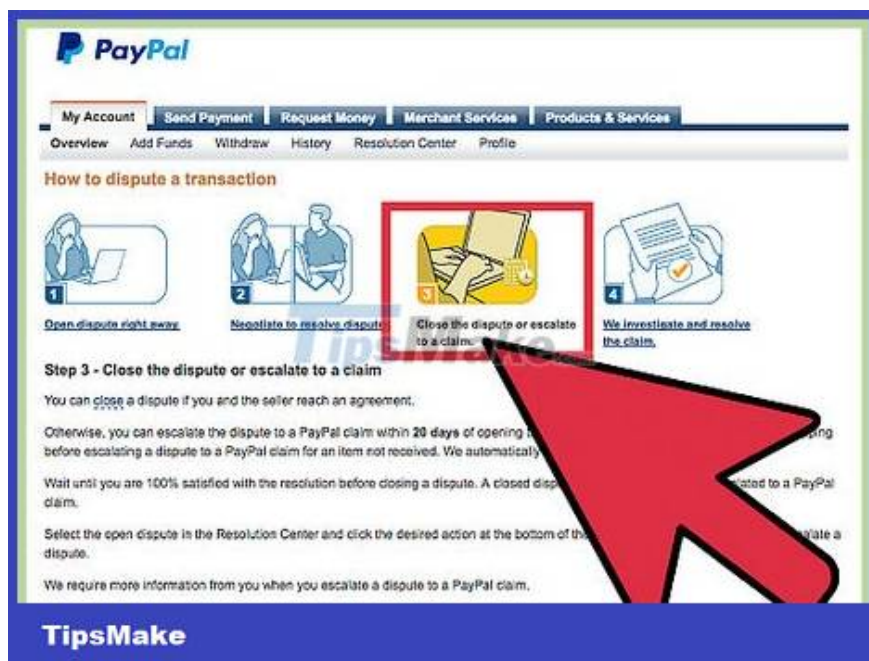 PayPal
My Account Send Payment Request Money Merchant Services Products & Services
Overview Add Funds Withdraw History Resolution Center Profile
How to dispute a transaction
1 2 3 4
Open dispute right away.
Negotiate to resolve dispute
Close the dispute or escalate
to a claim.
We investigate and resolve
the claim.
TipsMake.com
Step 3 - Close the dispute or escalate to a claim
You can close a dispute if you and the seller reach an agreement.
Otherwise, you can escalate the dispute to a PayPal claim within 20 days of opening
before escalating a dispute to a PayPal claim for an item not received. We automatically
Wait until you are 100% satisfied with the resolution before closing a dispute. A closed to a PayPal
claim.
Select the open dispute in the Resolution Center and click the desired action at the bottom of a
dispute.
We require more information from you when you escalate a dispute to a PayPal claim.
TipsMake